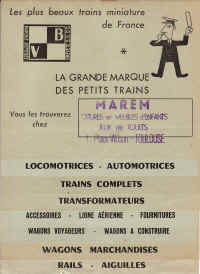 Les plus beaux trains miniature
de France
B
V
*
LA GRANDE MARQUE
DES PETITS TRAINS
Vous les trouverez
chez
MAREM
JEUX
TOULOUSE
LOCOMOTRICES - AUTOMOTRICES
TRAINS COMPLETS
TRANSFORMATEURS
ACCESSOIRES - LIGNE AÉRIENNE - FOURNITURES
WAGONS VOYAGEURS - WAGONS A CONSTRUIRE
WAGONS MARCHANDISES
RAILS - AIGUILLES